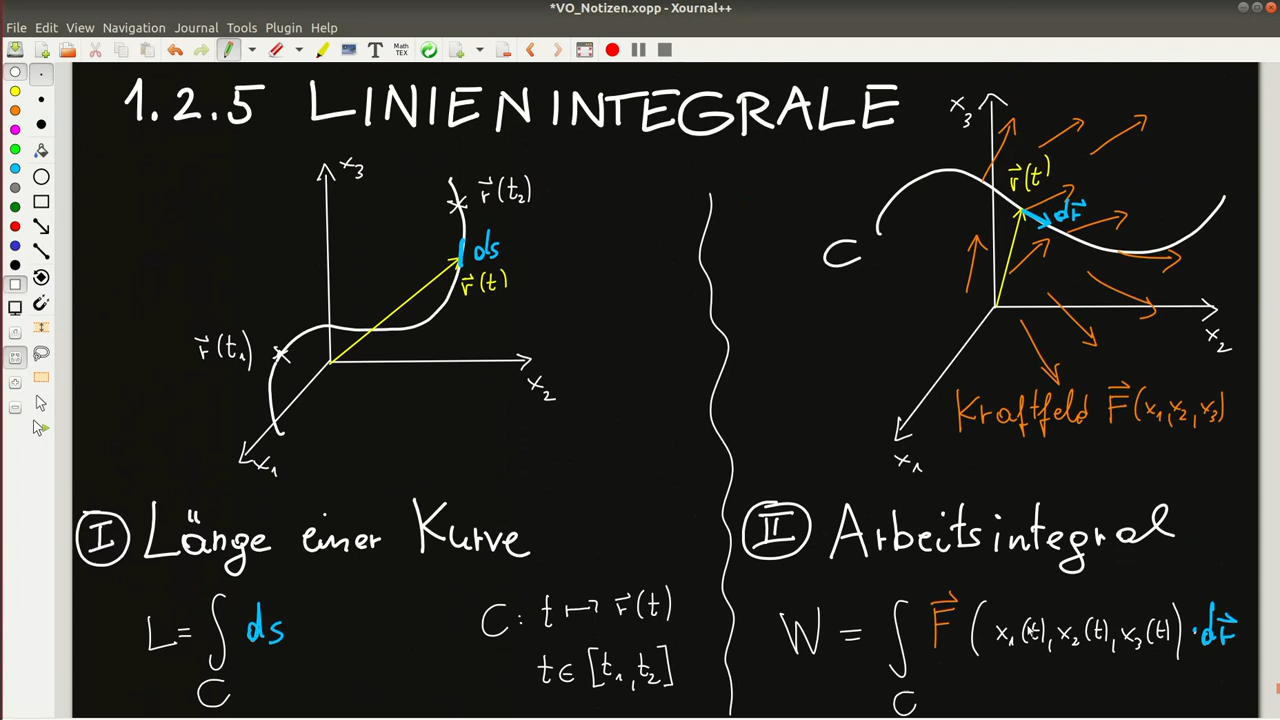 *VO_Notizen.xopp - Xournal++
File Edit View Navigation Journal Tools Plugin Help
1.2.5 LINIENINTEGRALE
x₃
r⃗(t₂)
ds
r⃗(t)
r⃗(t₁)
x₂
x₁
x₃
r⃗(t)
dr⃗
C
x₂
Kraftfeld F⃗(x₁,x₂,x₃)
x₁
I Länge einer Kurve
L = ∫_C ds
C: t ↦ r⃗(t)
t ∈ [t₁, t₂]
II Arbeitsintegral
W = ∫_C F⃗(x₁(t), x₂(t), x₃(t)) · dr⃗